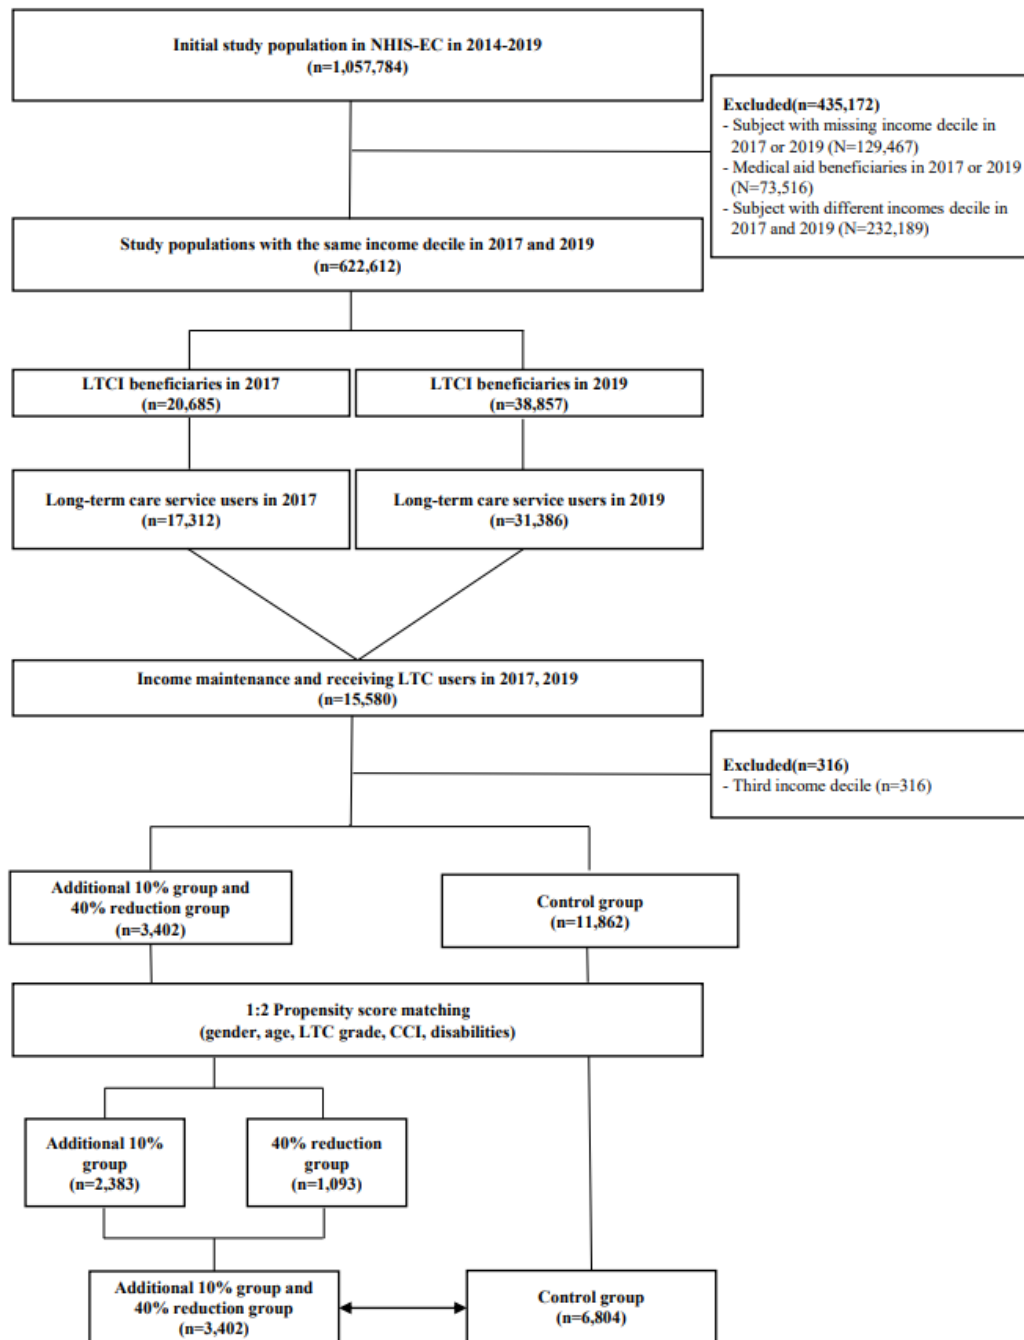 Initial study population in NHIS-EC in 2014-2019
(n=1,057,784)
Excluded(n=435,172)
- Subject with missing income decile in
2017 or 2019 (N=129,467)
- Medical aid beneficiaries in 2017 or 2019
(N=73,516)
- Subject with different incomes decile in
2017 and 2019 (N=232,189)
Study populations with the same income decile in 2017 and 2019
(n=622,612)
LTCI beneficiaries in 2017
(n=20,685)
LTCI beneficiaries in 2019
(n=38,857)
Long-term care service users in 2017
(n=17,312)
Long-term care service users in 2019
(n=31,386)
Income maintenance and receiving LTC users in 2017, 2019
(n=15,580)
Excluded(n=316)
- Third income decile (n=316)
Additional 10% group and
40% reduction group
(n=3,402)
Control group
(n=11,862)
1:2 Propensity score matching
(gender, age, LTC grade, CCI, disabilities)
Additional 10%
group
(n=2,383)
40% reduction
group
(n=1,093)
Additional 10% group and
40% reduction group
(n=3,402)
Control group
(n=6,804)